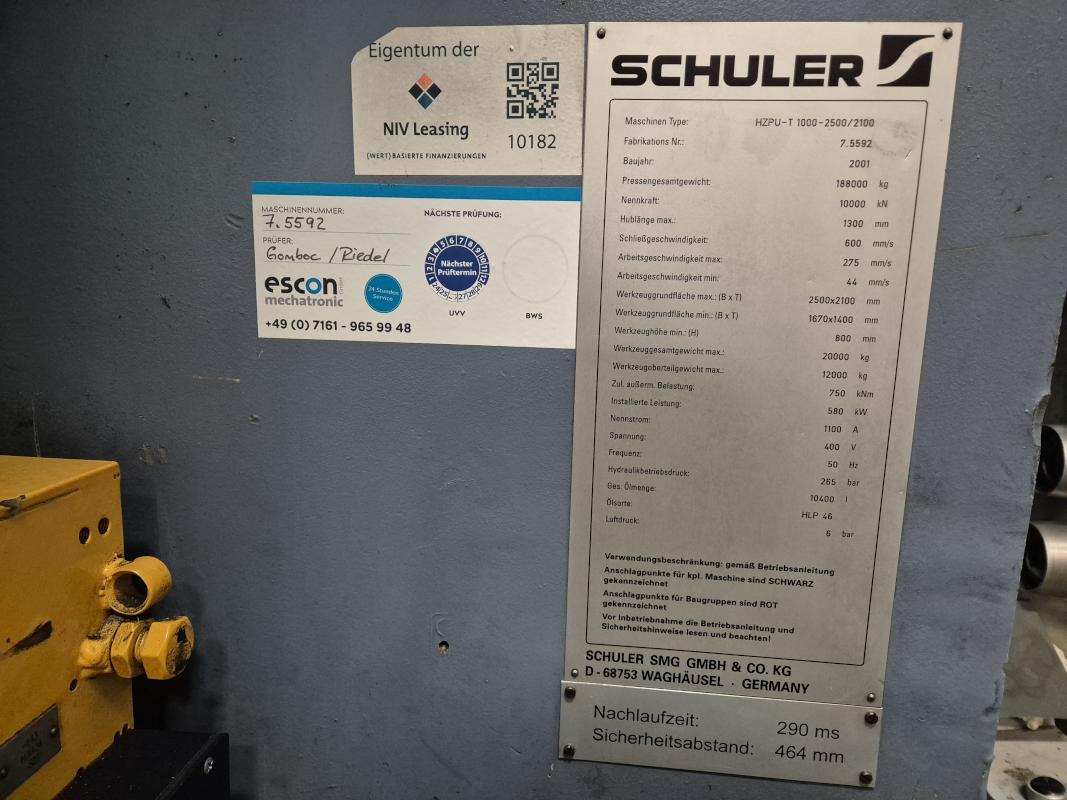 Eigentum der
NIV Leasing
10182
(WERT)BASIERTE FINANZIERUNGEN
MASCHINENNUMMER:
7.5592
PRÜFER:
Gomboc / Riedel
escon
mechatronic GmbH
24 Stunden
Service
+49 (0) 7161 - 965 99 48
NÄCHSTE PRÜFUNG:
Nächster
Prüftermin
UVV
BWS
SCHULER
Maschinen Type: HZPU-T 1000-2500/2100
Fabrikations Nr.: 7.5592
Baujahr: 2001
Pressengesamtgewicht: 188000 kg
Nennkraft: 10000 kN
Hublänge max.: 1300 mm
Schließgeschwindigkeit: 600 mm/s
Arbeitsgeschwindigkeit max: 275 mm/s
Arbeitsgeschwindigkeit min: 44 mm/s
Werkzeuggrundfläche max.: (B x T) 2500x2100 mm
Werkzeuggrundfläche min.: (B x T) 1670x1400 mm
Werkzeughöhe min.: (H) 800 mm
Werkzeuggesamtgewicht max.: 20000 kg
Werkzeugoberteilgewicht max.: 12000 kg
Zul. außerm. Belastung: 750 kNm
Installierte Leistung: 580 kW
Nennstrom: 1100 A
Spannung: 400 V
Frequenz: 50 Hz
Hydraulikbetriebsdruck: 265 bar
Ges. Ölmenge: 10400 l
Ölsorte: HLP 46
Luftdruck: 6 bar
Verwendungsbeschränkung: gemäß Betriebsanleitung
Anschlagpunkte für kpl. Maschine sind SCHWARZ
gekennzeichnet
Anschlagpunkte für Baugruppen sind ROT
gekennzeichnet
Vor Inbetriebnahme die Betriebsanleitung und
Sicherheitshinweise lesen und beachten!
SCHULER SMG GMBH & CO. KG
D - 68753 WAGHÄUSEL · GERMANY
Nachlaufzeit: 290 ms
Sicherheitsabstand: 464 mm